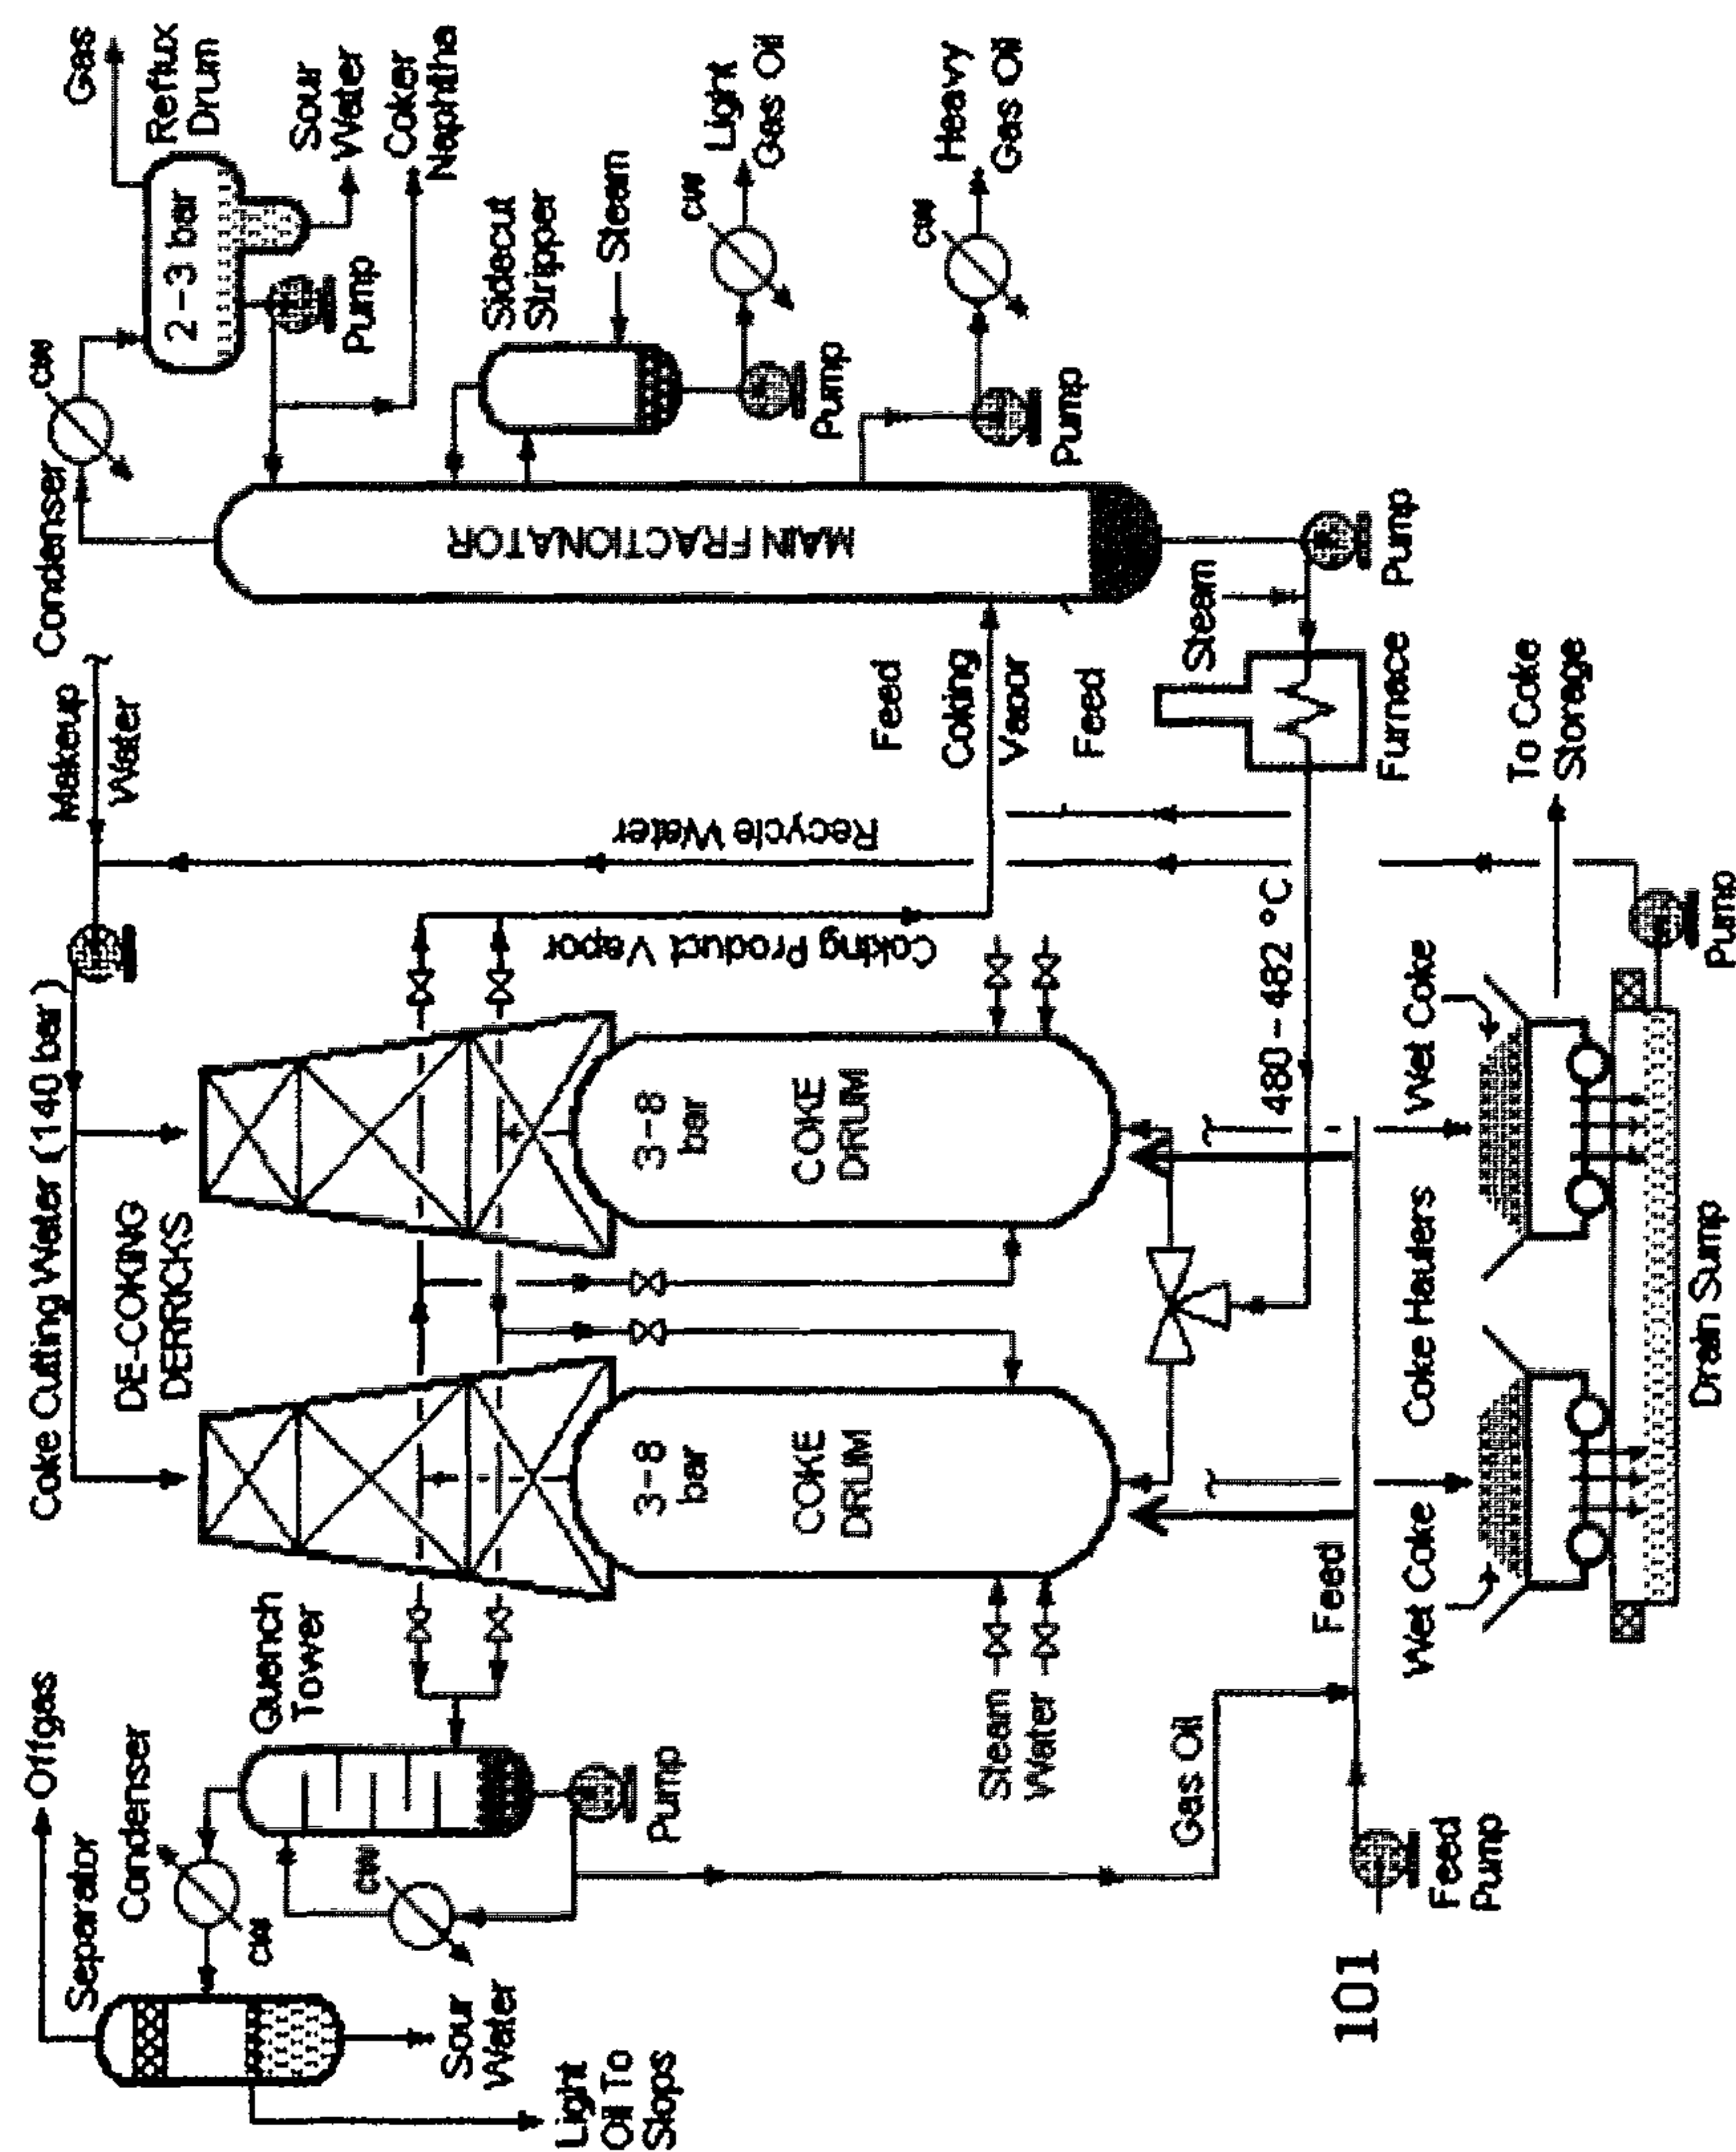 Offgas
Separator
Condenser
CW
Sour
Water
Light
Oil To
Slops
Quench
Tower
CW
Pump
Gas Oil
101
Feed
Pump
Feed
Steam
Water
Coke Cutting Water (140 bar)
DE-COKING
DERRICKS
3-8
bar
COKE
DRUM
3-8
bar
COKE
DRUM
Makeup
Water
Recycle Water
Coking Product Vapor
480-482 °C
Wet Coke
Coke Haulers
Wet Coke
Drain Sump
Pump
To Coke
Storage
Furnace
Steam
Feed
Coking
Vapor
Feed
MAIN FRACTIONATOR
Pump
Condenser
CW
2-3 bar
Reflux
Drum
Gas
Sour
Water
Coker
Naphtha
Pump
Sidecut
Stripper
Steam
Pump
CW
Light
Gas Oil
Pump
CW
Heavy
Gas Oil